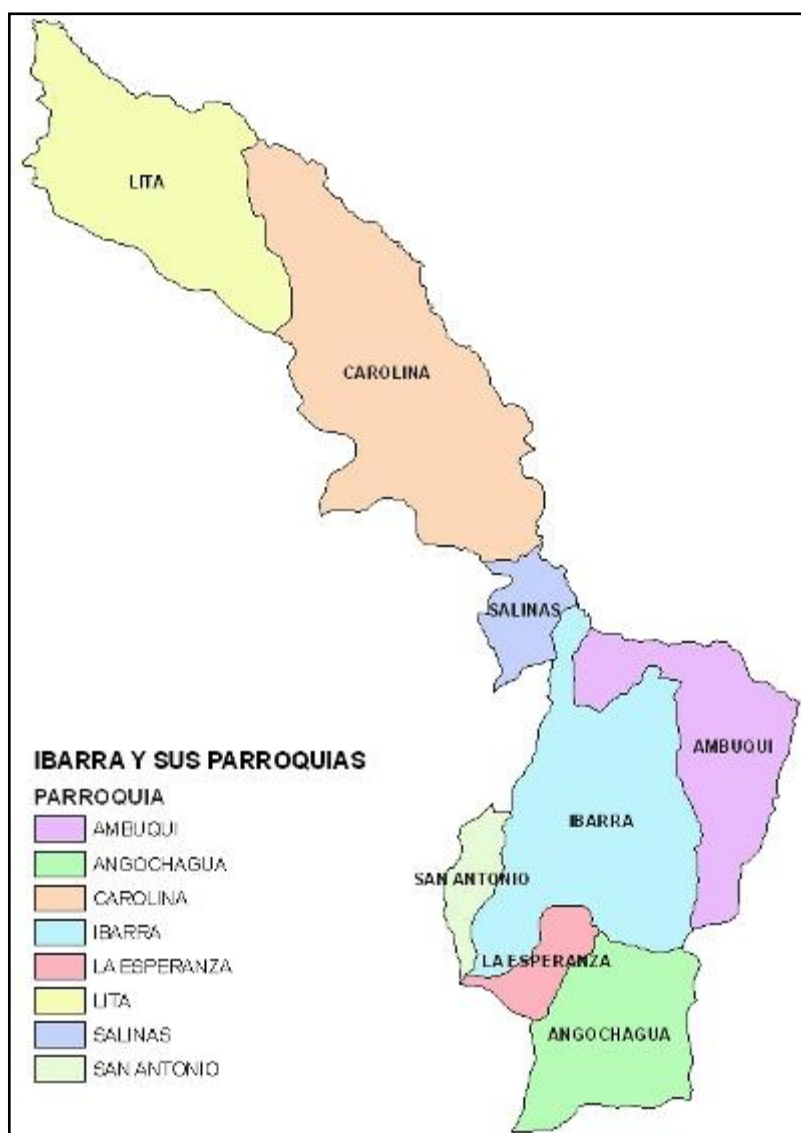 LITA
CAROLINA
SALINAS
AMBUQUI
IBARRA
SAN ANTONIO
LA ESPERANZA
ANGOCHAGUA
IBARRA Y SUS PARROQUIAS
PARROQUIA
AMBUQUI
ANGOCHAGUA
CAROLINA
IBARRA
LA ESPERANZA
LITA
SALINAS
SAN ANTONIO